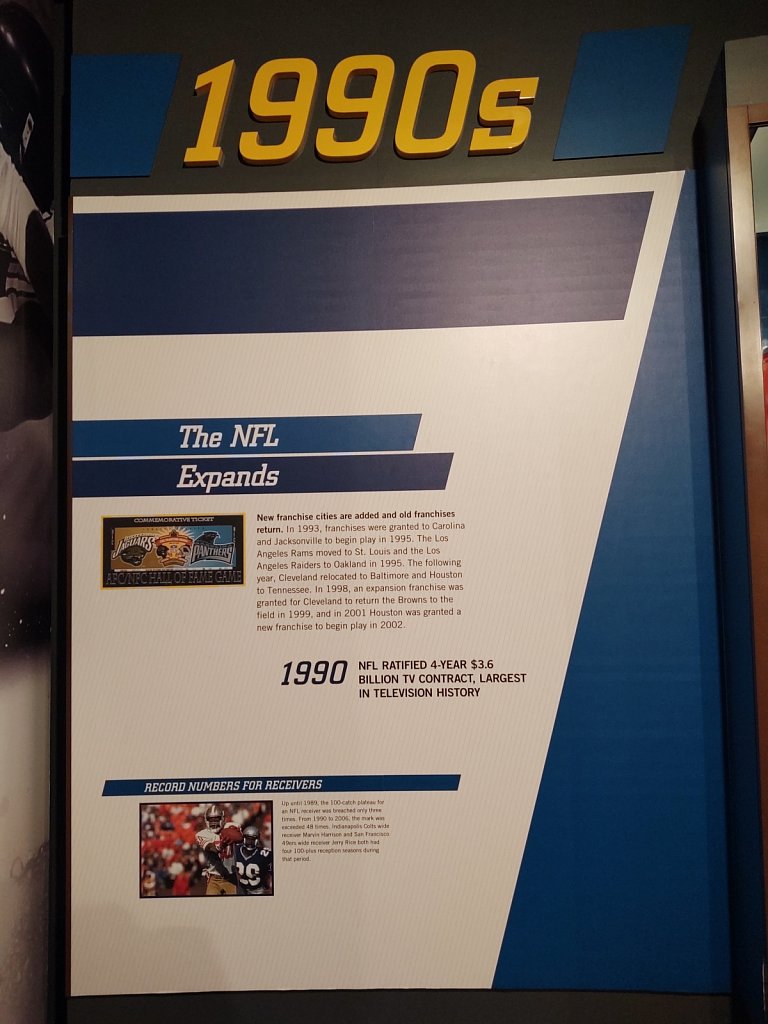 1990s
The NFL
Expands
COMMEMORATIVE TICKET
JAGUARS
PANTHERS
AFC/NFC HALL OF FAME GAME
New franchise cities are added and old franchises
return. In 1993, franchises were granted to Carolina
and Jacksonville to begin play in 1995. The Los
Angeles Rams moved to St. Louis and the Los
Angeles Raiders to Oakland in 1995. The following
year, Cleveland relocated to Baltimore and Houston
to Tennessee. In 1998, an expansion franchise was
granted for Cleveland to return the Browns to the
field in 1999, and in 2001 Houston was granted a
new franchise to begin play in 2002.
1990
NFL RATIFIED 4-YEAR $3.6
BILLION TV CONTRACT, LARGEST
IN TELEVISION HISTORY
RECORD NUMBERS FOR RECEIVERS
Up until 1989, the 100-catch plateau for
an NFL receiver was breached only three
times. From 1990 to 2006, the mark was
exceeded 48 times. Indianapolis Colts wide
receiver Marvin Harrison and San Francisco
49ers wide receiver Jerry Rice both had
four 100-plus reception seasons during
that period.
29